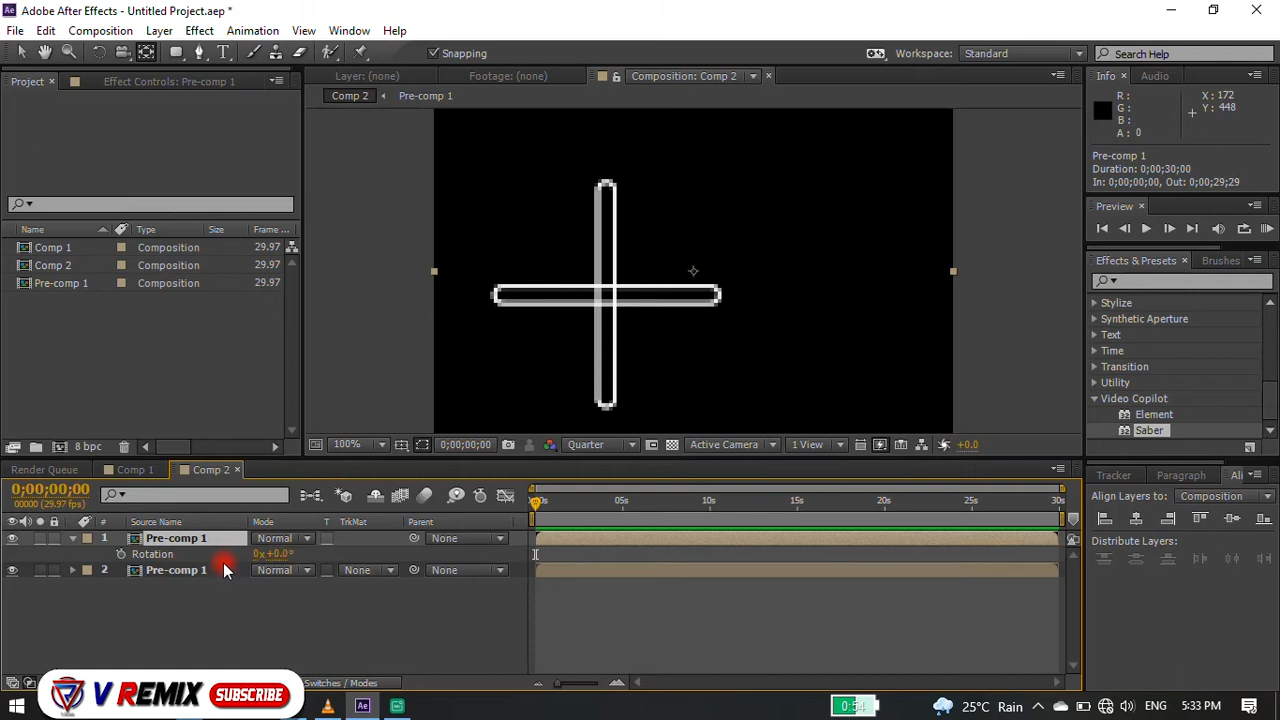 Ae Adobe After Effects - Untitled Project.aep *
File Edit Composition Layer Effect Animation View Window Help
Snapping Workspace: Standard Search Help
Project Effect Controls: Pre-comp 1 Layer: (none) Footage: (none) Composition: Comp 2 Info Audio
Comp 2 Pre-comp 1
R : X : 172
G : Y : 448
B :
A : 0
Pre-comp 1
Duration: 0;00;30;00
In: 0;00;00;00, Out: 0;00;29;29
Preview
Name Type Size Frame ...
Comp 1 Composition 29.97
Comp 2 Composition 29.97
Pre-comp 1 Composition 29.97
Effects & Presets Brushes
Stylize
Synthetic Aperture
Text
Time
Transition
Utility
Video Copilot
Element
Saber
8 bpc 100% 0;00;00;00 Quarter Active Camera 1 View +0.0
Render Queue Comp 1 Comp 2
Tracker Paragraph
0;00;00;00
00000 (29.97 fps)
05s 10s 15s 20s 25s 30s
Align Layers to: Composition...
Distribute Layers:
# Source Name Mode T TrkMat Parent
1 Pre-comp 1 Normal None
Rotation 0x+0.0°
2 Pre-comp 1 Normal None None
Switches / Modes
V REMIX SUBSCRIBE
Ae 0:54 25°C Rain ENG 5:33 PM